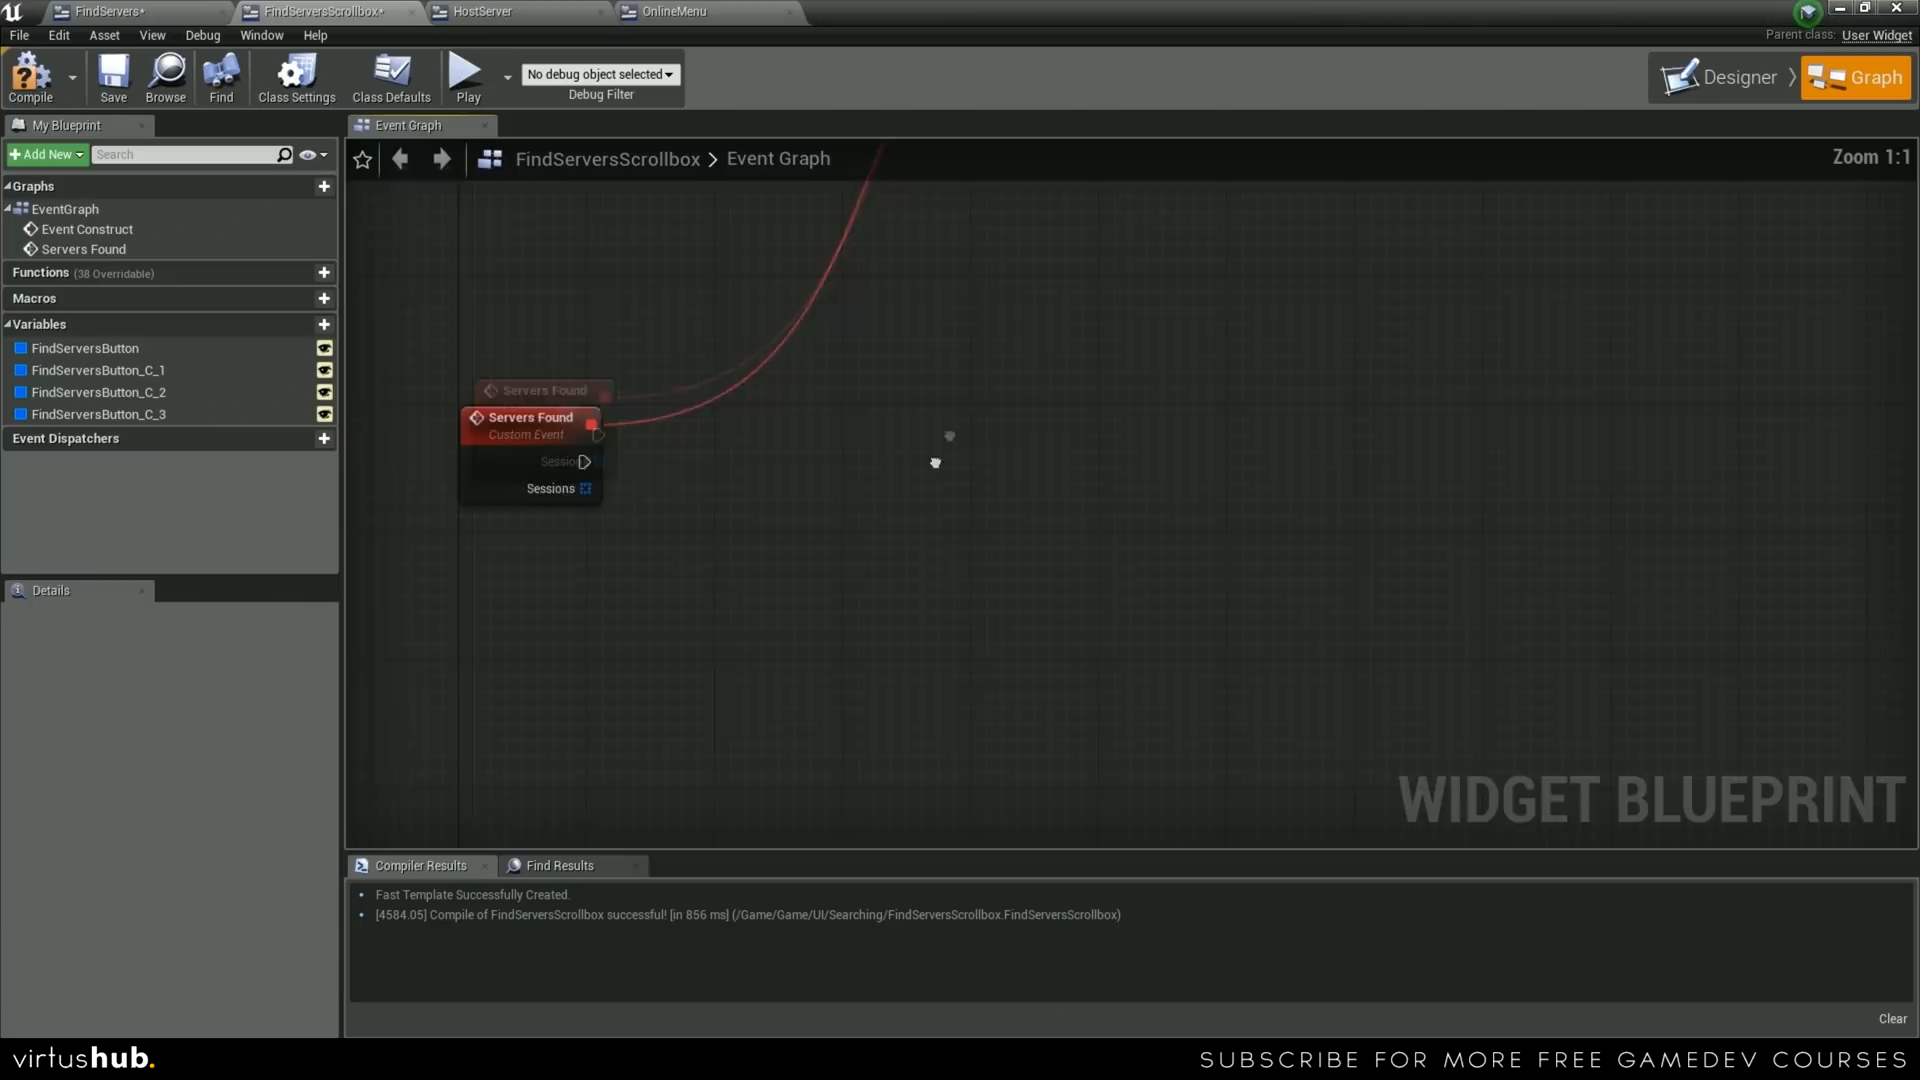 FindServers*
FindServersScrollbox*
HostServer
OnlineMenu
File Edit Asset View Debug Window Help
Parent class: User Widget
Compile
Save
Browse
Find
Class Settings
Class Defaults
Play
No debug object selected
Debug Filter
Designer
Graph
My Blueprint
Event Graph
+Add New
Search
FindServersScrollbox > Event Graph
Zoom 1:1
Graphs
EventGraph
Event Construct
Servers Found
Functions (38 Overridable)
Macros
Variables
FindServersButton
FindServersButton_C_1
FindServersButton_C_2
FindServersButton_C_3
Event Dispatchers
Servers Found
Servers Found
Custom Event
Sessions
Details
WIDGET BLUEPRINT
Compiler Results
Find Results
Fast Template Successfully Created.
[4584.05] Compile of FindServersScrollbox successful! [in 856 ms] (/Game/Game/UI/Searching/FindServersScrollbox.FindServersScrollbox)
Clear
virtushub.
SUBSCRIBE FOR MORE FREE GAMEDEV COURSES